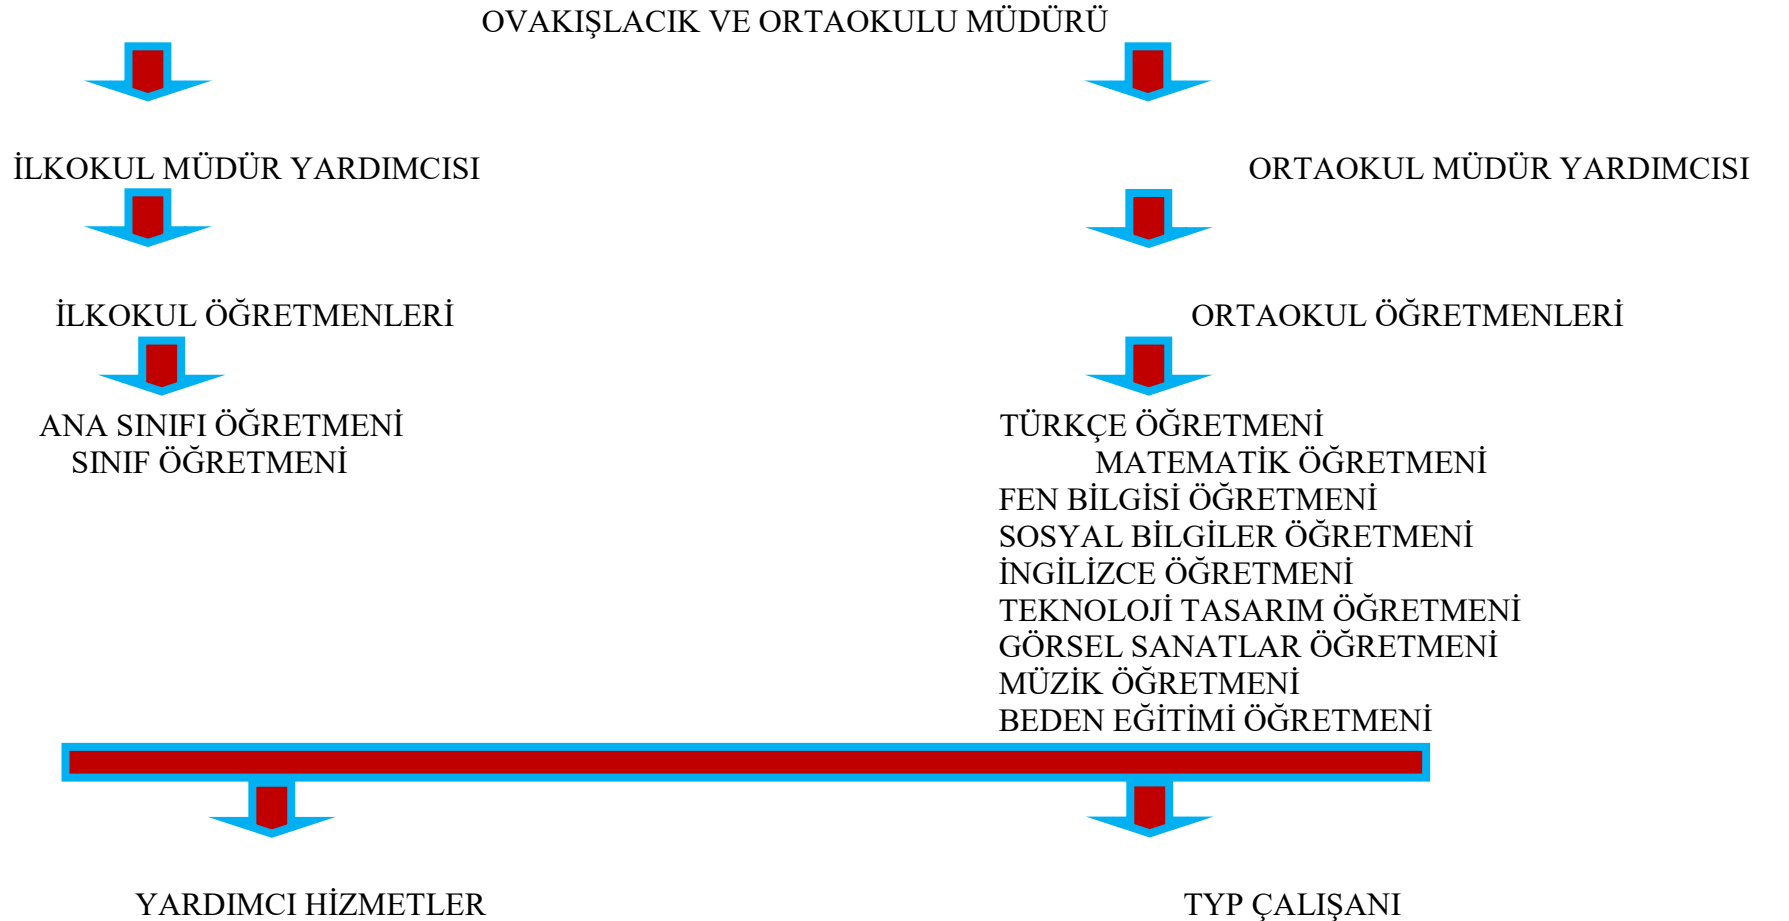 OVAKIŞLACIK VE ORTAOKULU MÜDÜRÜ
İLKOKUL MÜDÜR YARDIMCISI
ORTAOKUL MÜDÜR YARDIMCISI
İLKOKUL ÖĞRETMENLERİ
ORTAOKUL ÖĞRETMENLERİ
ANA SINIFI ÖĞRETMENİ
SINIF ÖĞRETMENİ
TÜRKÇE ÖĞRETMENİ
MATEMATİK ÖĞRETMENİ
FEN BİLGİSİ ÖĞRETMENİ
SOSYAL BİLGİLER ÖĞRETMENİ
İNGİLİZCE ÖĞRETMENİ
TEKNOLOJİ TASARIM ÖĞRETMENİ
GÖRSEL SANATLAR ÖĞRETMENİ
MÜZİK ÖĞRETMENİ
BEDEN EĞİTİMİ ÖĞRETMENİ
YARDIMCI HİZMETLER
TYP ÇALIŞANI